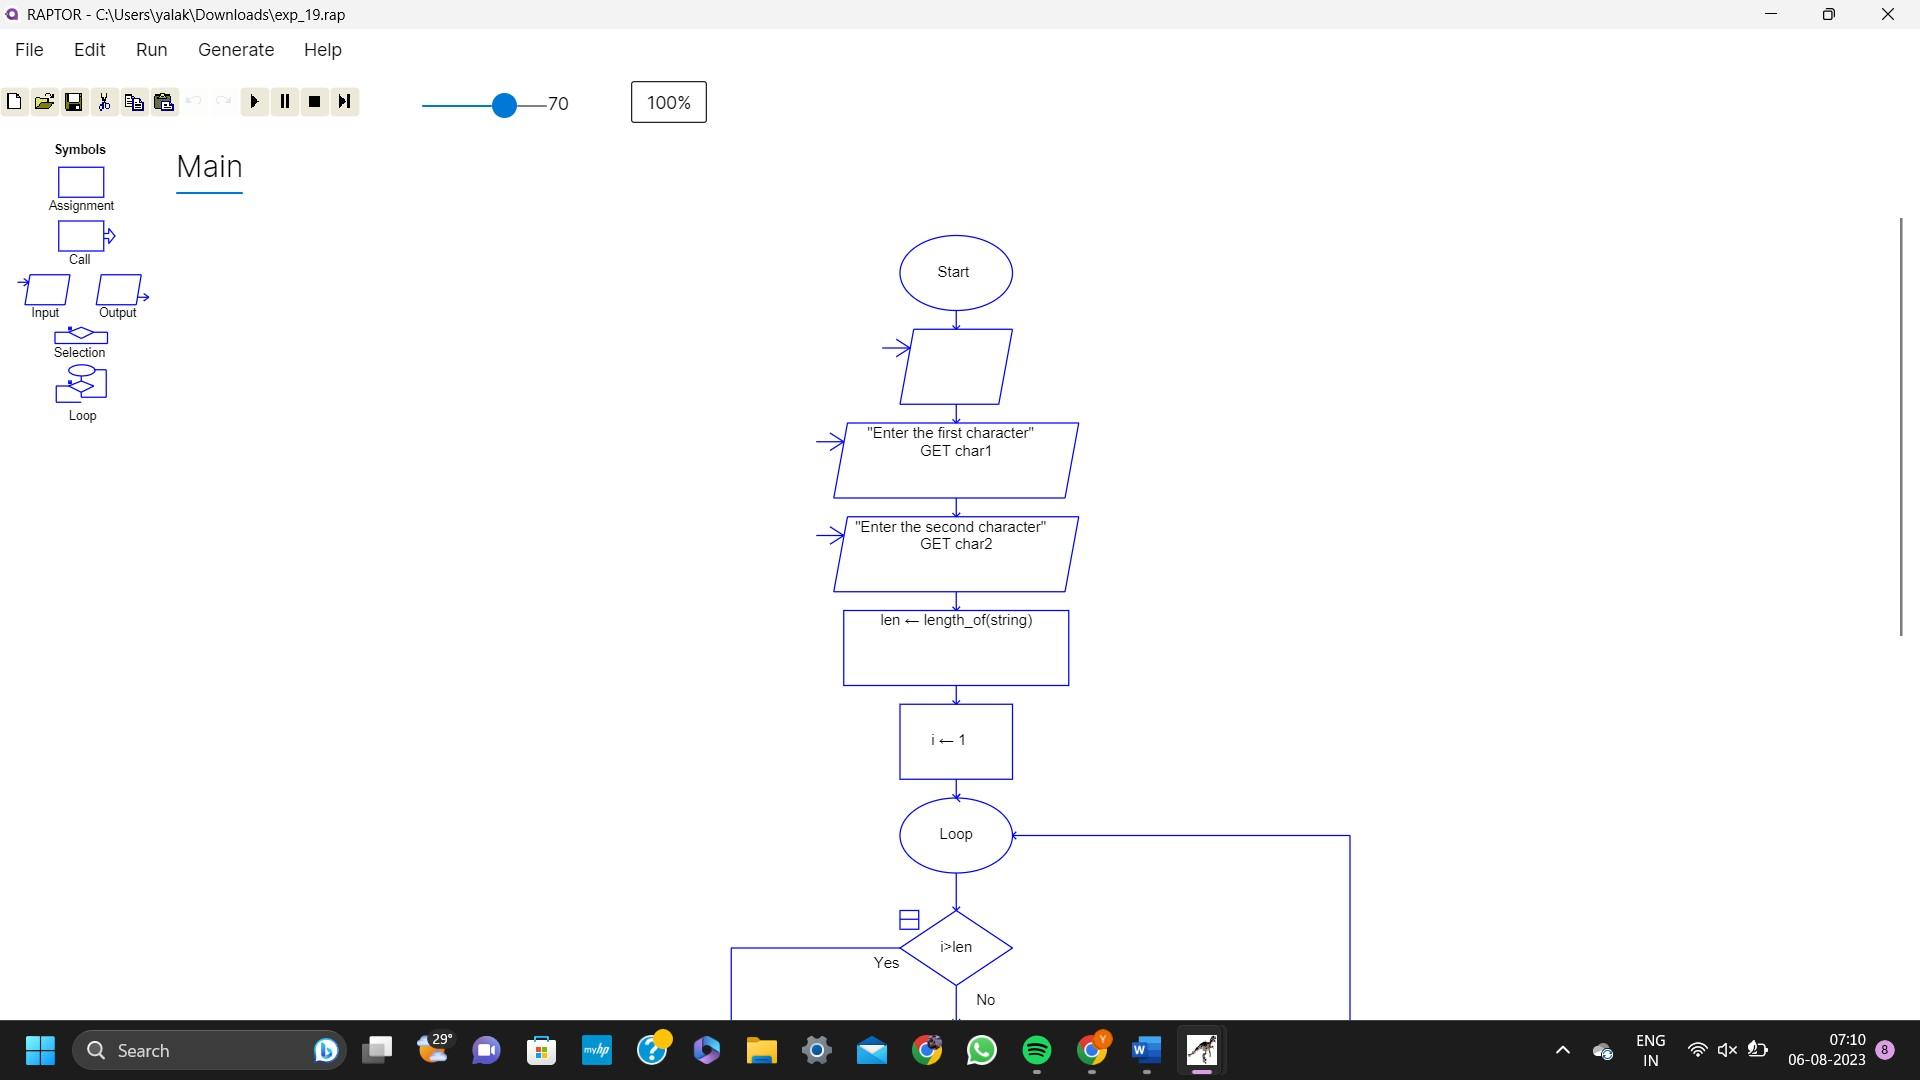 RAPTOR - C:\Users\yalak\Downloads\exp_19.rap
File Edit Run Generate Help
70
100%
Symbols
Assignment
Call
Input Output
Selection
Loop
Main
Start
"Enter the first character"
GET char1
"Enter the second character"
GET char2
len ← length_of(string)
i ← 1
Loop
i>len
Yes
No
Search
29°
myhp
ENG
IN
07:10
06-08-2023
8